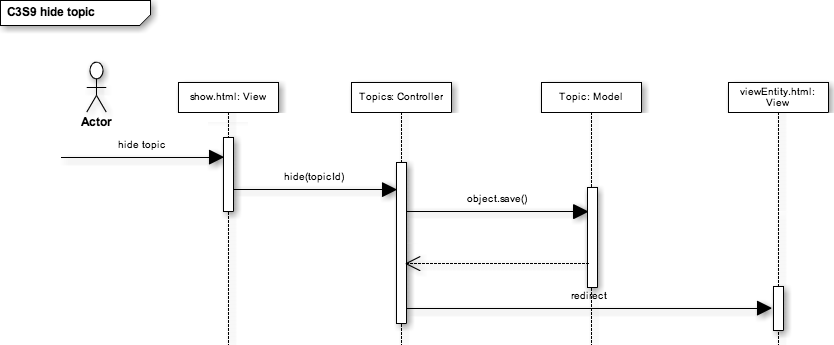 C3S9 hide topic
Actor
show.html: View
Topics: Controller
Topic: Model
viewEntity.html:
View
hide topic
hide(topicId)
object.save()
redirect